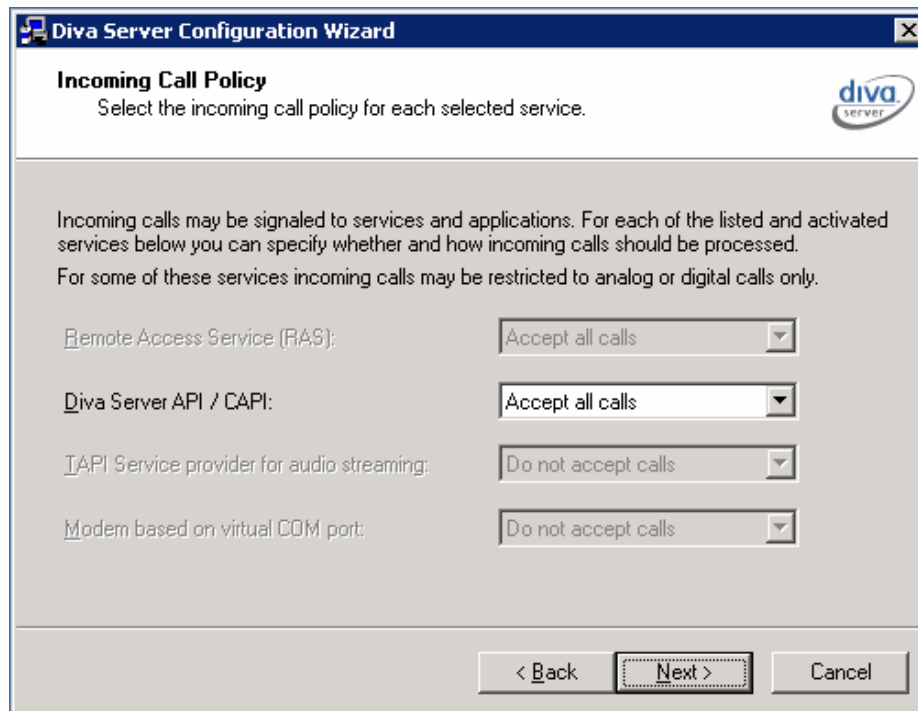 Diva Server Configuration Wizard
Incoming Call Policy
Select the incoming call policy for each selected service.
diva.
server
Incoming calls may be signaled to services and applications. For each of the listed and activated
services below you can specify whether and how incoming calls should be processed.
For some of these services incoming calls may be restricted to analog or digital calls only.
Remote Access Service (RAS): Accept all calls
Diva Server API / CAPI: Accept all calls
TAPI Service provider for audio streaming: Do not accept calls
Modem based on virtual COM port: Do not accept calls
< Back Next > Cancel